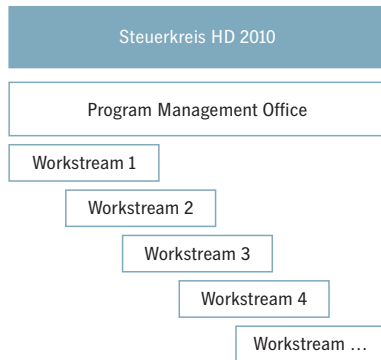 Steuerkreis HD 2010
Program Management Office
Workstream 1
Workstream 2
Workstream 3
Workstream 4
Workstream …